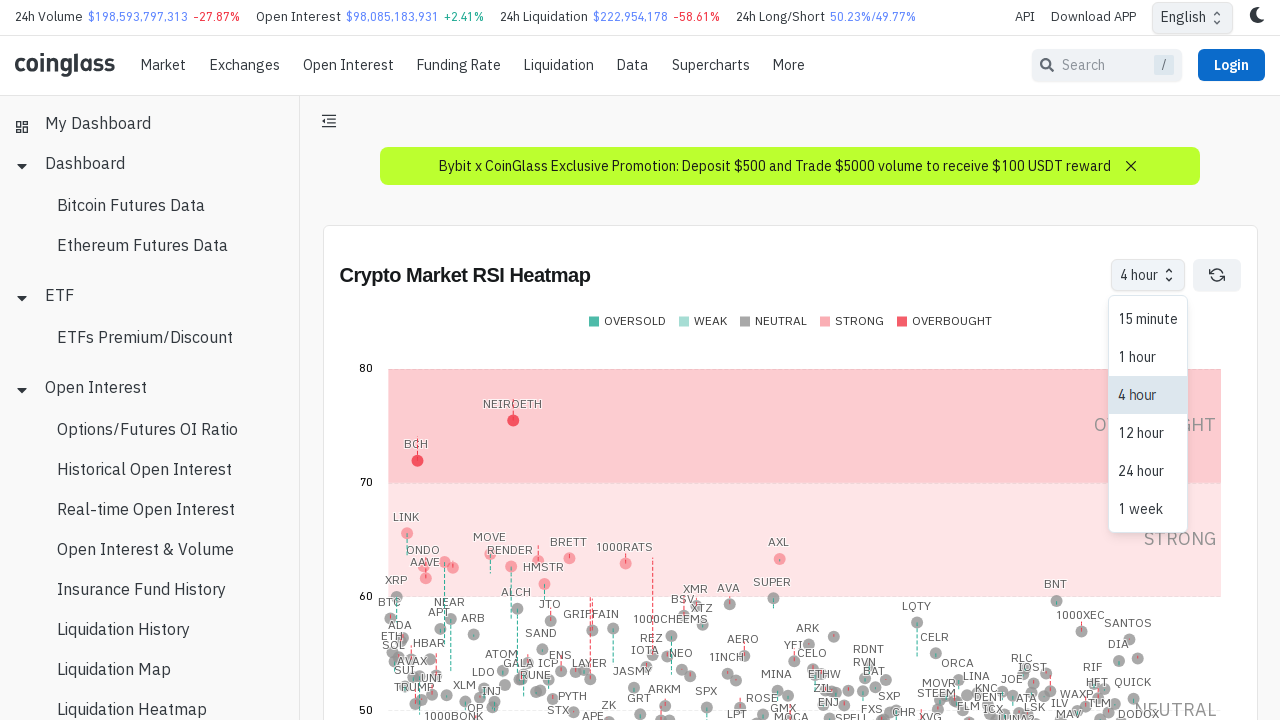 24h Volume $198,593,797,313 -27.87% Open Interest $98,085,183,931 +2.41% 24h Liquidation $222,954,178 -58.61% 24h Long/Short 50.23%/49.77% API Download APP English
coinglass Market Exchanges Open Interest Funding Rate Liquidation Data Supercharts More Search / Login
My Dashboard
Dashboard
Bitcoin Futures Data
Ethereum Futures Data
ETF
ETFs Premium/Discount
Open Interest
Options/Futures OI Ratio
Historical Open Interest
Real-time Open Interest
Open Interest & Volume
Insurance Fund History
Liquidation History
Liquidation Map
Liquidation Heatmap
Bybit x CoinGlass Exclusive Promotion: Deposit $500 and Trade $5000 volume to receive $100 USDT reward
Crypto Market RSI Heatmap 4 hour
15 minute
1 hour
4 hour
12 hour
24 hour
1 week
OVERSOLD WEAK NEUTRAL STRONG OVERBOUGHT
80
NEIROETH
BCH
70
LINK
MOVE
ONDO RENDER BRETT 1000RATS AXL
AAVE HMSTR
STRONG
XRP SUPER BNT
ALCH XMR AVA
60
BTC NEAR JTO BSV XTZ LQTY
APT ARB GRIFFAIN 1000CHEEMS 1000XEC
ADA SANTOS
ETH SAND REZ AERO ARK CELR
SOL HBAR IOTA NEO YFI CELO RDNT DIA
AVAX ATOM GALA ICP ENS LAYER 1INCH RVN ORCA RLC
SUI UNI LDO RUNE JASMY MINA ETHW BAT LINA JOE IOST RIF
TRUMP XLM INJ PYTH GRT ARKM SPX ROSE ZIL SXP MOVR KNC HFT QUICK
STEEM DENT ATA WAXP
TOP STX ZK GMX ENJ FXS CHR FLM ICX LSK ILV TLM
50
1000BONK APE LPT MOCA SPELL XVG LUNA2 MAV DODOX
NEUTRAL